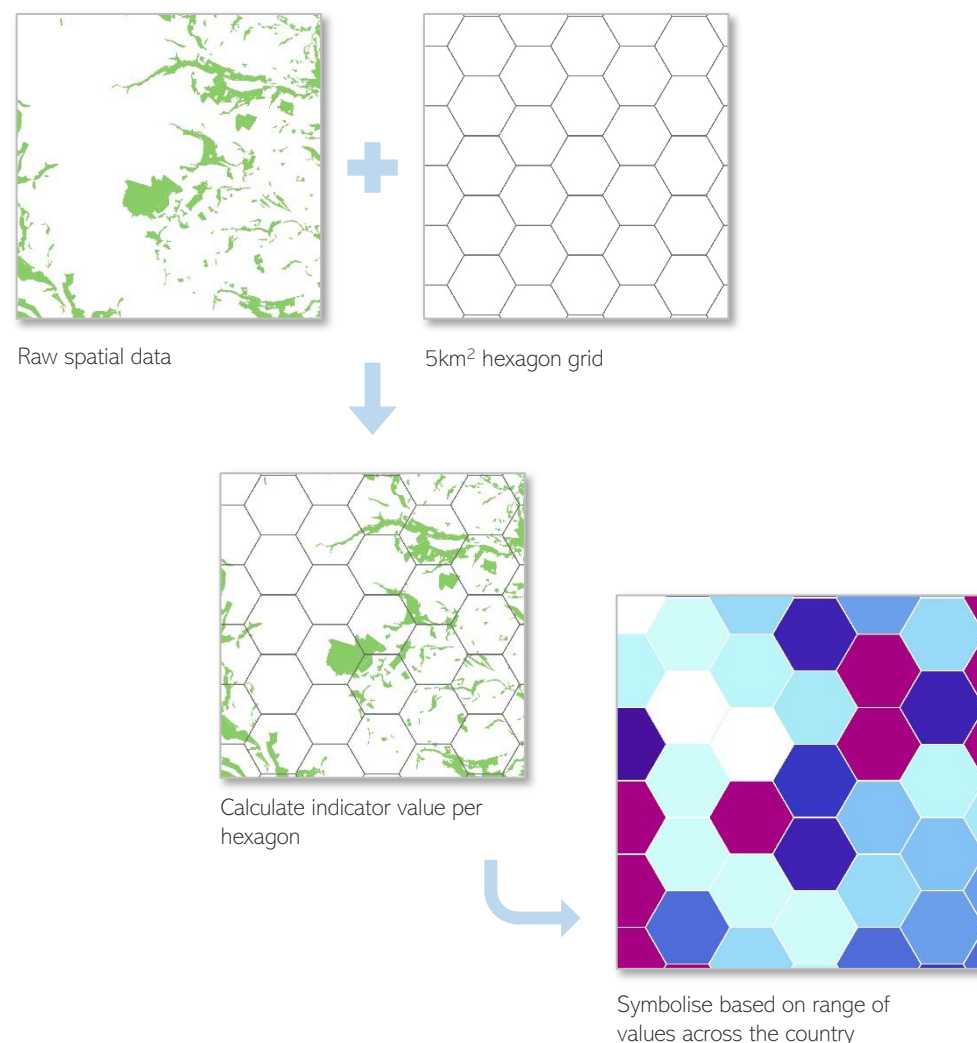 Raw spatial data
5km² hexagon grid
Calculate indicator value per
hexagon
Symbolise based on range of
values across the country